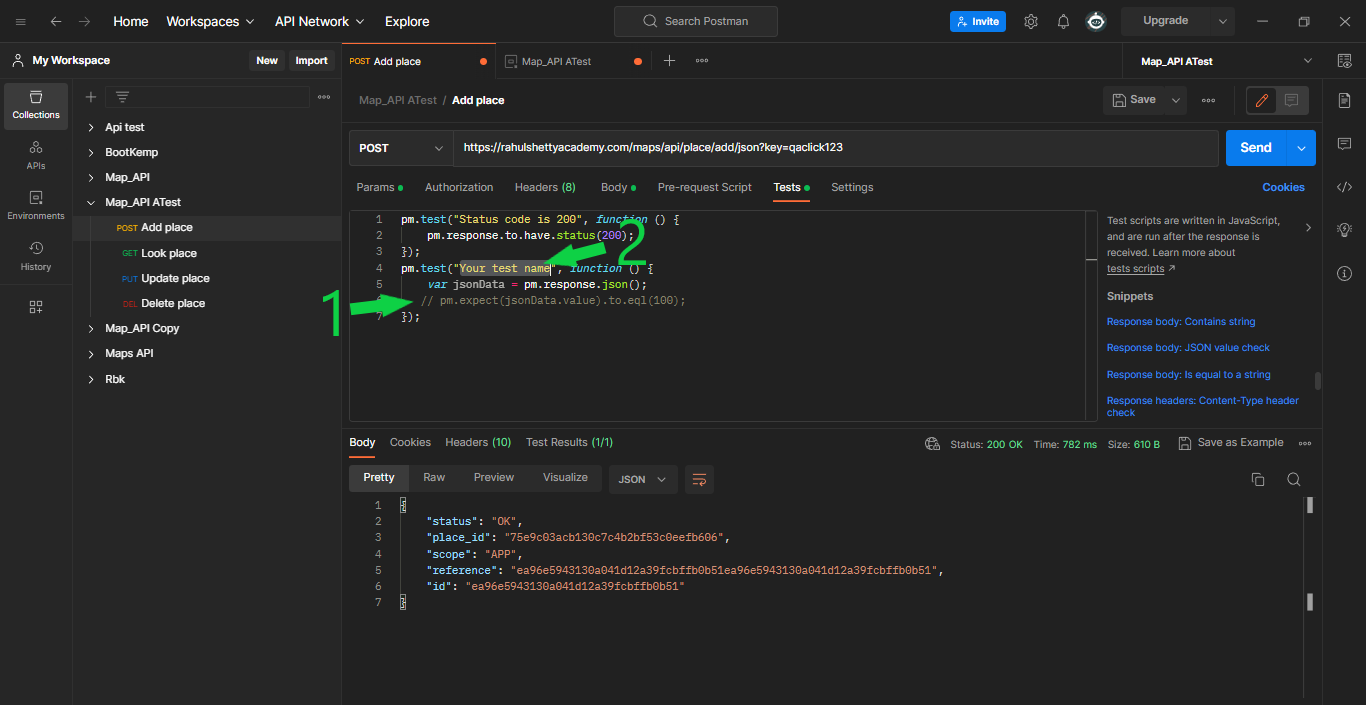 Home Workspaces API Network Explore Search Postman Invite Upgrade
My Workspace New Import POST Add place Map_API ATest Map_API ATest
Map_API ATest / Add place Save
Collections
APIs
Environments
History
Api test
BootKemp
Map_API
Map_API ATest
POST Add place
GET Look place
PUT Update place
DEL Delete place
Map_API Copy
Maps API
Rbk
POST https://rahulshettyacademy.com/maps/api/place/add/json?key=qaclick123 Send
Params Authorization Headers (8) Body Pre-request Script Tests Settings Cookies
1 pm.test("Status code is 200", function () {
2 pm.response.to.have.status(200);
3 });
4 pm.test("Your test name", function () {
5 var jsonData = pm.response.json();
// pm.expect(jsonData.value).to.eql(100);
7 });
1
2
Test scripts are written in JavaScript,
and are run after the response is
received. Learn more about
tests scripts
Snippets
Response body: Contains string
Response body: JSON value check
Response body: Is equal to a string
Response headers: Content-Type header
check
Body Cookies Headers (10) Test Results (1/1) Status: 200 OK Time: 782 ms Size: 610 B Save as Example
Pretty Raw Preview Visualize JSON
1 {
2 "status": "OK",
3 "place_id": "75e9c03acb130c7c4b2bf53c0eefb606",
4 "scope": "APP",
5 "reference": "ea96e5943130a041d12a39fcbffb0b51ea96e5943130a041d12a39fcbffb0b51",
6 "id": "ea96e5943130a041d12a39fcbffb0b51"
7 }